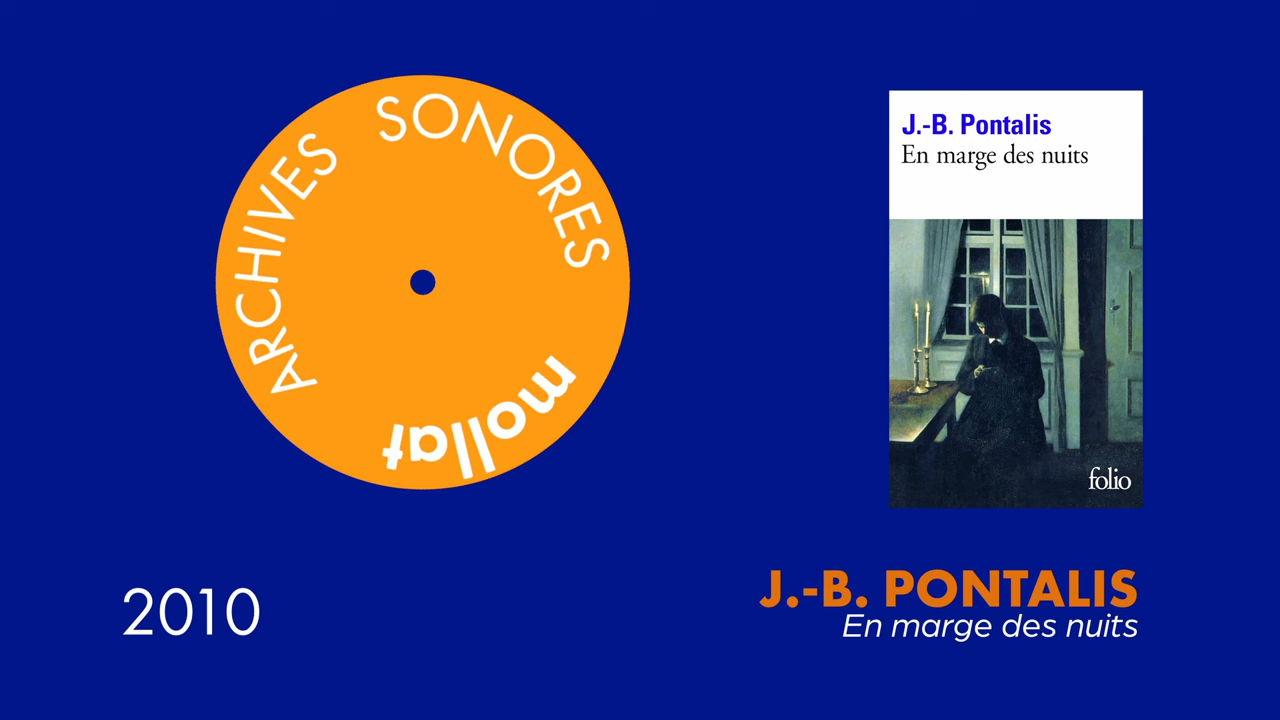 ARCHIVES SONORES
mollat
J.-B. Pontalis
En marge des nuits
folio
2010
J.-B. PONTALIS
En marge des nuits